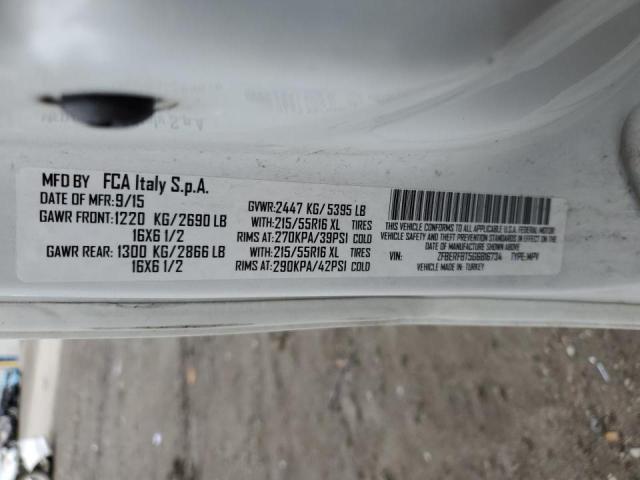 MFD BY FCA Italy S.p.A.
DATE OF MFR: 9/15
GAWR FRONT: 1220 KG/2690 LB
16X6 1/2
GAWR REAR: 1300 KG/2866 LB
16X6 1/2
GVWR: 2447 KG/ 5395 LB
WITH: 215/55R16 XL TIRES
RIMS AT: 270KPA/39PSI COLD
WITH: 215/55R16 XL TIRES
RIMS AT: 290KPA/42PSI COLD
THIS VEHICLE CONFORMS TO ALL APPLICABLE U.S.A. FEDERAL MOTOR
VEHICLE SAFETY AND THEFT PREVENTION STANDARDS IN EFFECT ON THE
DATE OF MANUFACTURE SHOWN ABOVE
VIN: ZFBERFBT5G6B16734 TYPE: MPV
VEHICLE MADE IN: TURKEY